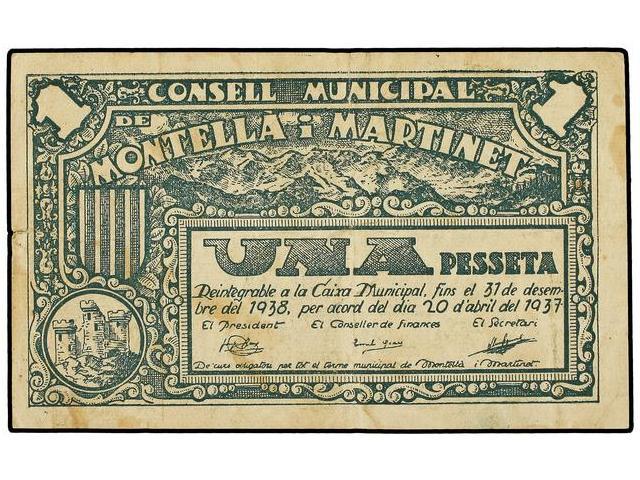 1 CONSELL MUNICIPAL 1
DE
MONTELLÀ i MARTINET
UNA PESSETA
Reintegrable a la Caixa Municipal, fins el 31 de desem-
bre del 1938, per acord del dia 20 d'abril del 1937
El President El Conseller de finances El Secretari
De curs obligatori per tot el terme municipal de Montellà i Martinet.